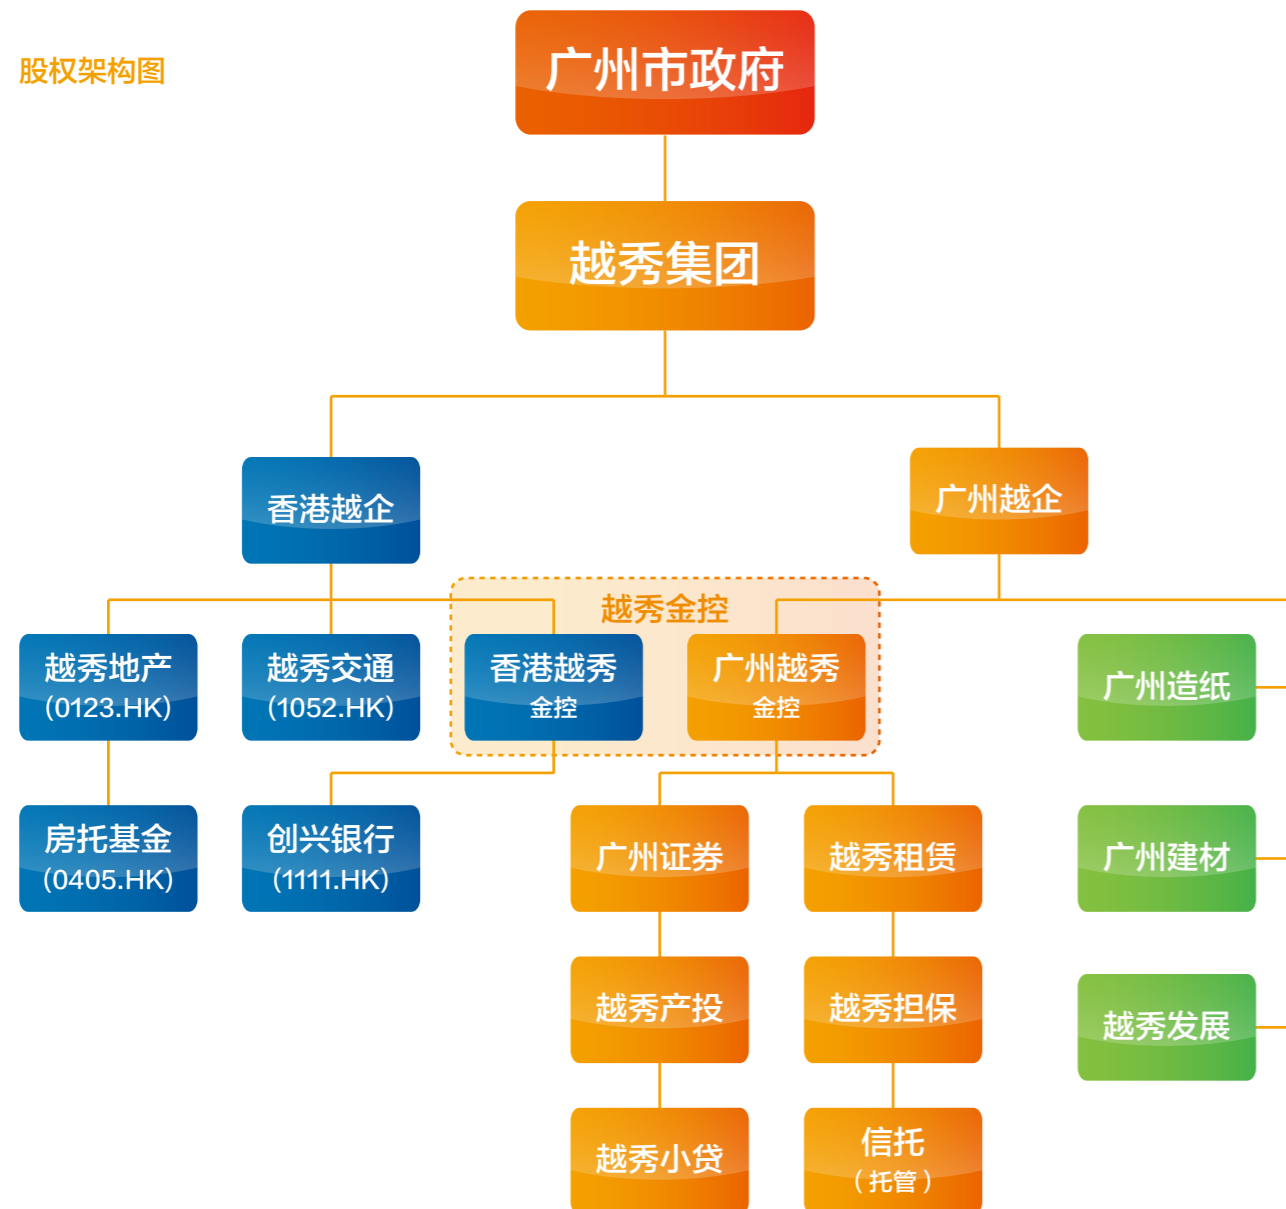 股权架构图
广州市政府
越秀集团
香港越企
广州越企
越秀金控
越秀地产
(0123.HK)
越秀交通
(1052.HK)
香港越秀
金控
广州越秀
金控
广州造纸
房托基金
(0405.HK)
创兴银行
(1111.HK)
广州证券
越秀租赁
广州建材
越秀产投
越秀担保
越秀发展
越秀小贷
信托
(托管)